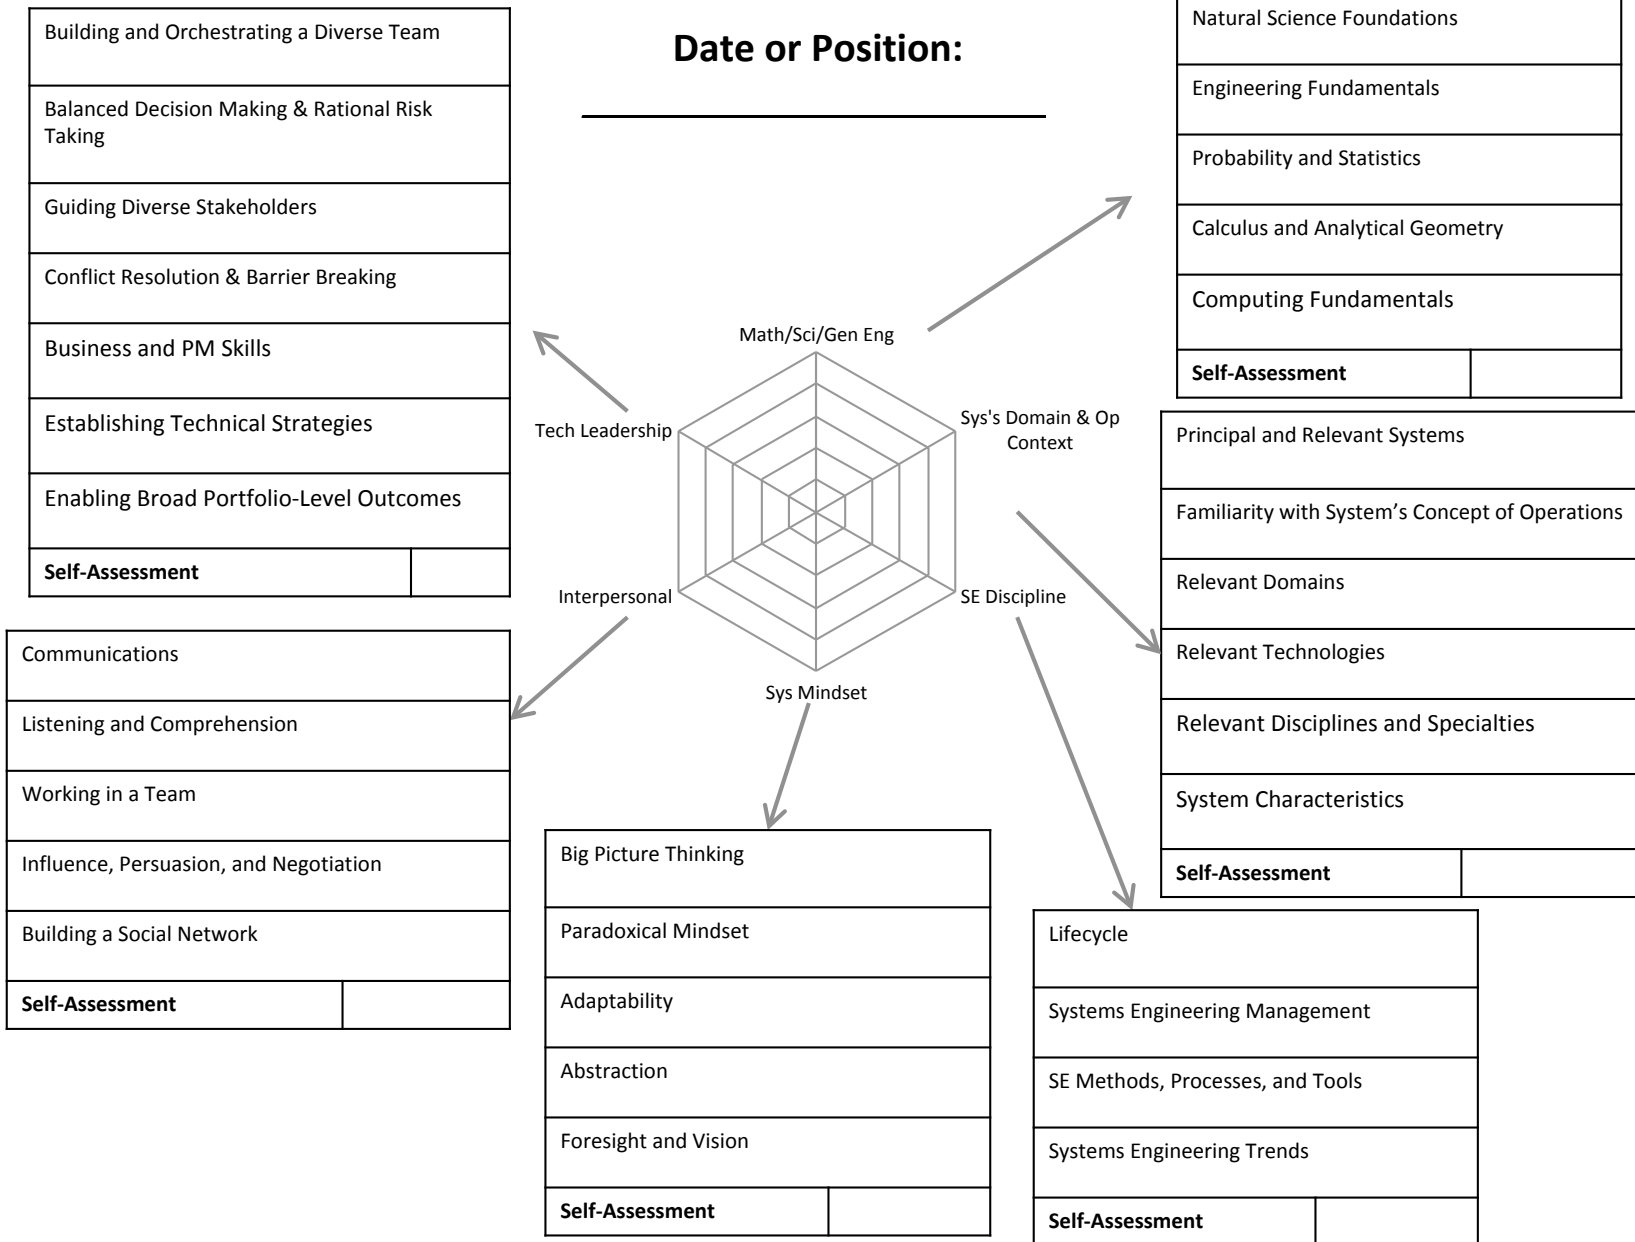 Date or Position:
Building and Orchestrating a Diverse Team
Balanced Decision Making & Rational Risk
Taking
Guiding Diverse Stakeholders
Conflict Resolution & Barrier Breaking
Business and PM Skills
Establishing Technical Strategies
Enabling Broad Portfolio-Level Outcomes
Self-Assessment
Natural Science Foundations
Engineering Fundamentals
Probability and Statistics
Calculus and Analytical Geometry
Computing Fundamentals
Self-Assessment
Math/Sci/Gen Eng
Tech Leadership
Sys's Domain & Op
Context
Interpersonal
SE Discipline
Sys Mindset
Principal and Relevant Systems
Familiarity with System’s Concept of Operations
Relevant Domains
Relevant Technologies
Relevant Disciplines and Specialties
System Characteristics
Self-Assessment
Communications
Listening and Comprehension
Working in a Team
Influence, Persuasion, and Negotiation
Building a Social Network
Self-Assessment
Big Picture Thinking
Paradoxical Mindset
Adaptability
Abstraction
Foresight and Vision
Self-Assessment
Lifecycle
Systems Engineering Management
SE Methods, Processes, and Tools
Systems Engineering Trends
Self-Assessment